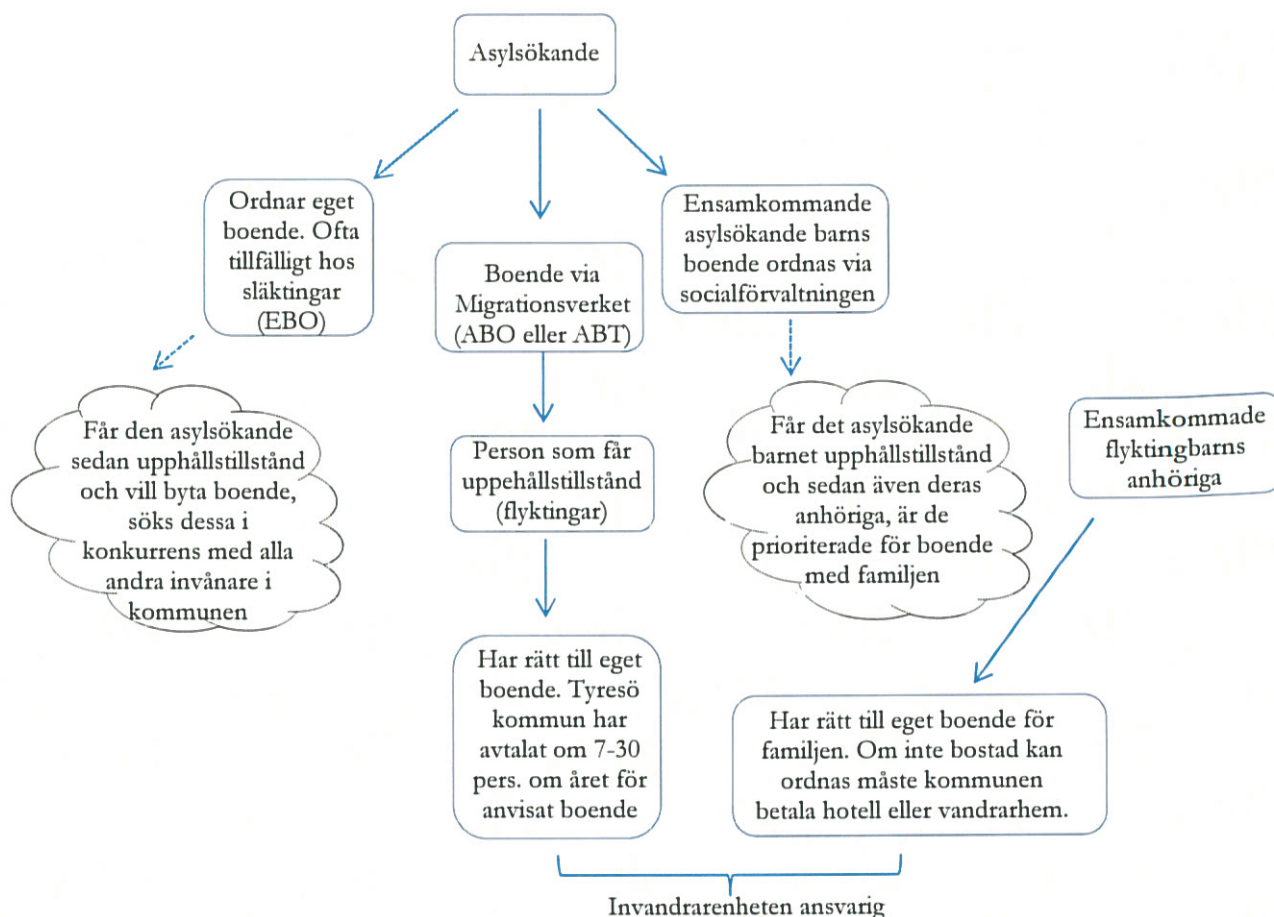 Asylsökande
Ordnar eget
boende. Ofta
tillfälligt hos
släktingar
(EBO)
Boende via
Migrationsverket
(ABO eller ABT)
Ensamkommande
asylsökande barns
boende ordnas via
socialförvaltningen
Får den asylsökande
sedan upphållstillstånd
och vill byta boende,
söks dessa i
konkurrens med alla
andra invånare i
kommunen
Person som får
uppehållstillstånd
(flyktingar)
Får det asylsökande
barnet upphållstillstånd
och sedan även deras
anhöriga, är de
prioriterade för boende
med familjen
Ensamkommade
flyktingbarns
anhöriga
Har rätt till eget
boende. Tyresö
kommun har
avtalat om 7-30
pers. om året för
anvisat boende
Har rätt till eget boende för
familjen. Om inte bostad kan
ordnas måste kommunen
betala hotell eller vandrarhem.
Invandrarenheten ansvarig